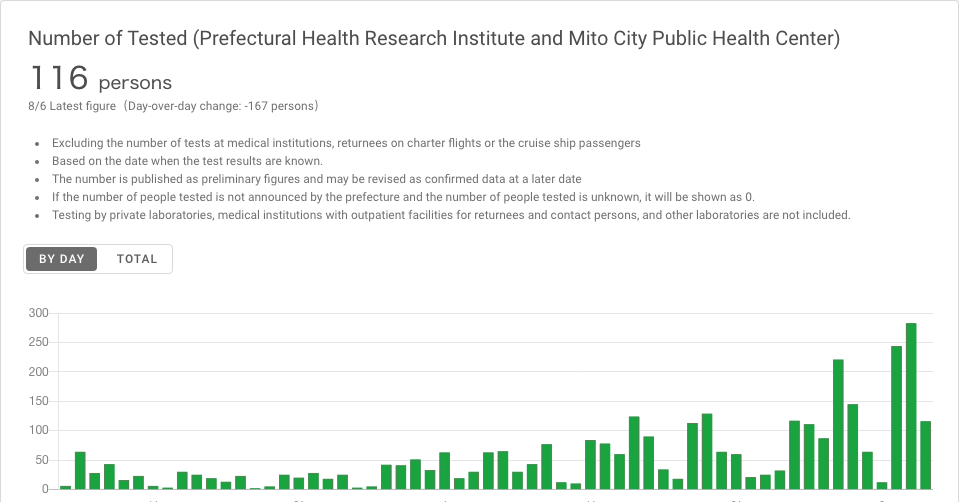 Number of Tested (Prefectural Health Research Institute and Mito City Public Health Center)
116 persons
8/6 Latest figure（Day-over-day change: -167 persons）
• Excluding the number of tests at medical institutions, returnees on charter flights or the cruise ship passengers
• Based on the date when the test results are known.
• The number is published as preliminary figures and may be revised as confirmed data at a later date
• If the number of people tested is not announced by the prefecture and the number of people tested is unknown, it will be shown as 0.
• Testing by private laboratories, medical institutions with outpatient facilities for returnees and contact persons, and other laboratories are not included.
BY DAY TOTAL
300
250
200
150
100
50
0